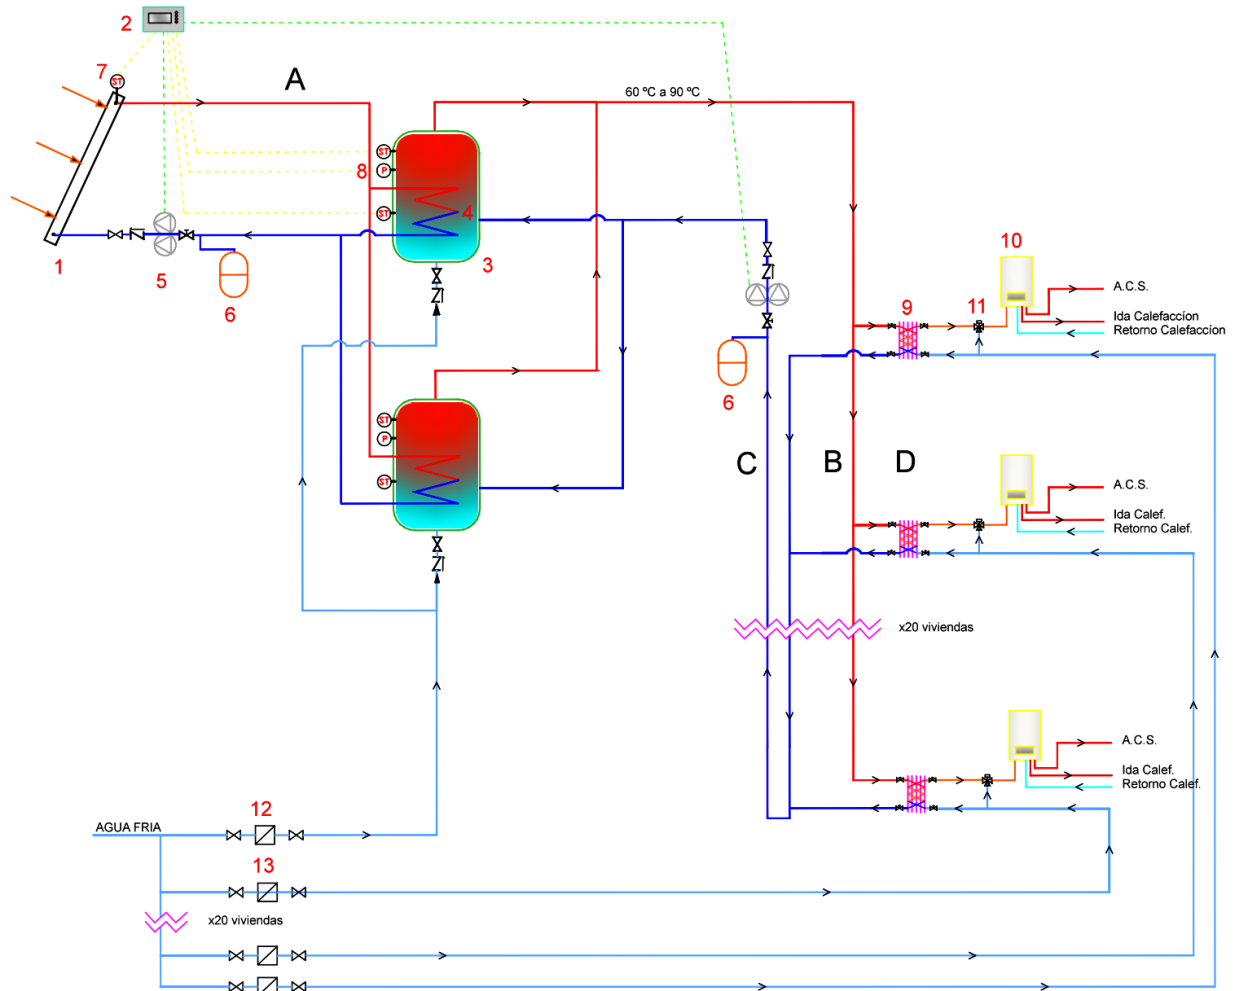 2
7
ST
A
60 ºC a 90 ºC
ST
8
P
ST
4
1
5
6
3
10
A.C.S.
9
11
Ida Calefaccíon
Retorno Calefaccíon
6
ST
P
ST
C
B
D
A.C.S.
Ida Calef.
Retorno Calef.
x20 viviendas
A.C.S.
Ida Calef.
Retorno Calef.
12
AGUA FRIA
13
x20 viviendas